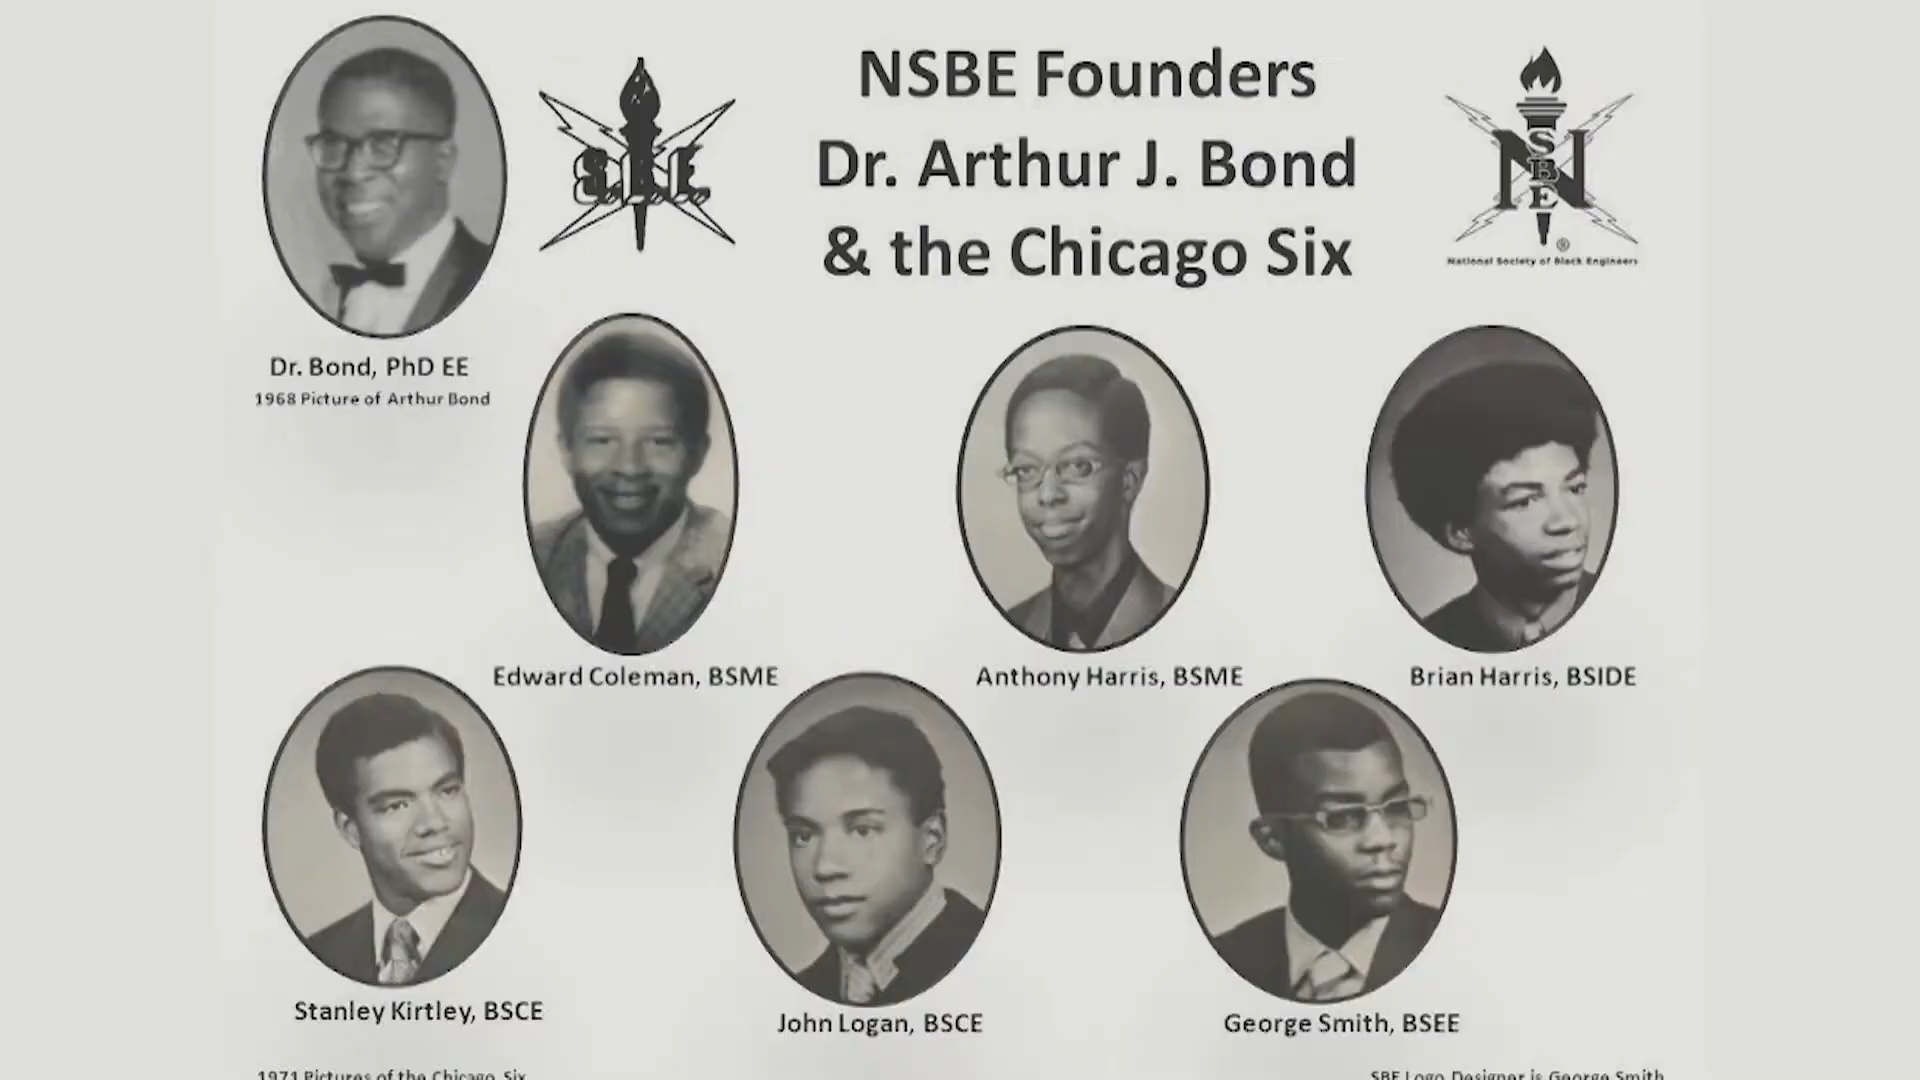 NSBE Founders
Dr. Arthur J. Bond
& the Chicago Six
SBE
NSBE
®
National Society of Black Engineers
Dr. Bond, PhD EE
1968 Picture of Arthur Bond
Edward Coleman, BSME
Anthony Harris, BSME
Brian Harris, BSIDE
Stanley Kirtley, BSCE
John Logan, BSCE
George Smith, BSEE
1971 Pictures of the Chicago Six
SBE Logo Designer is George Smith